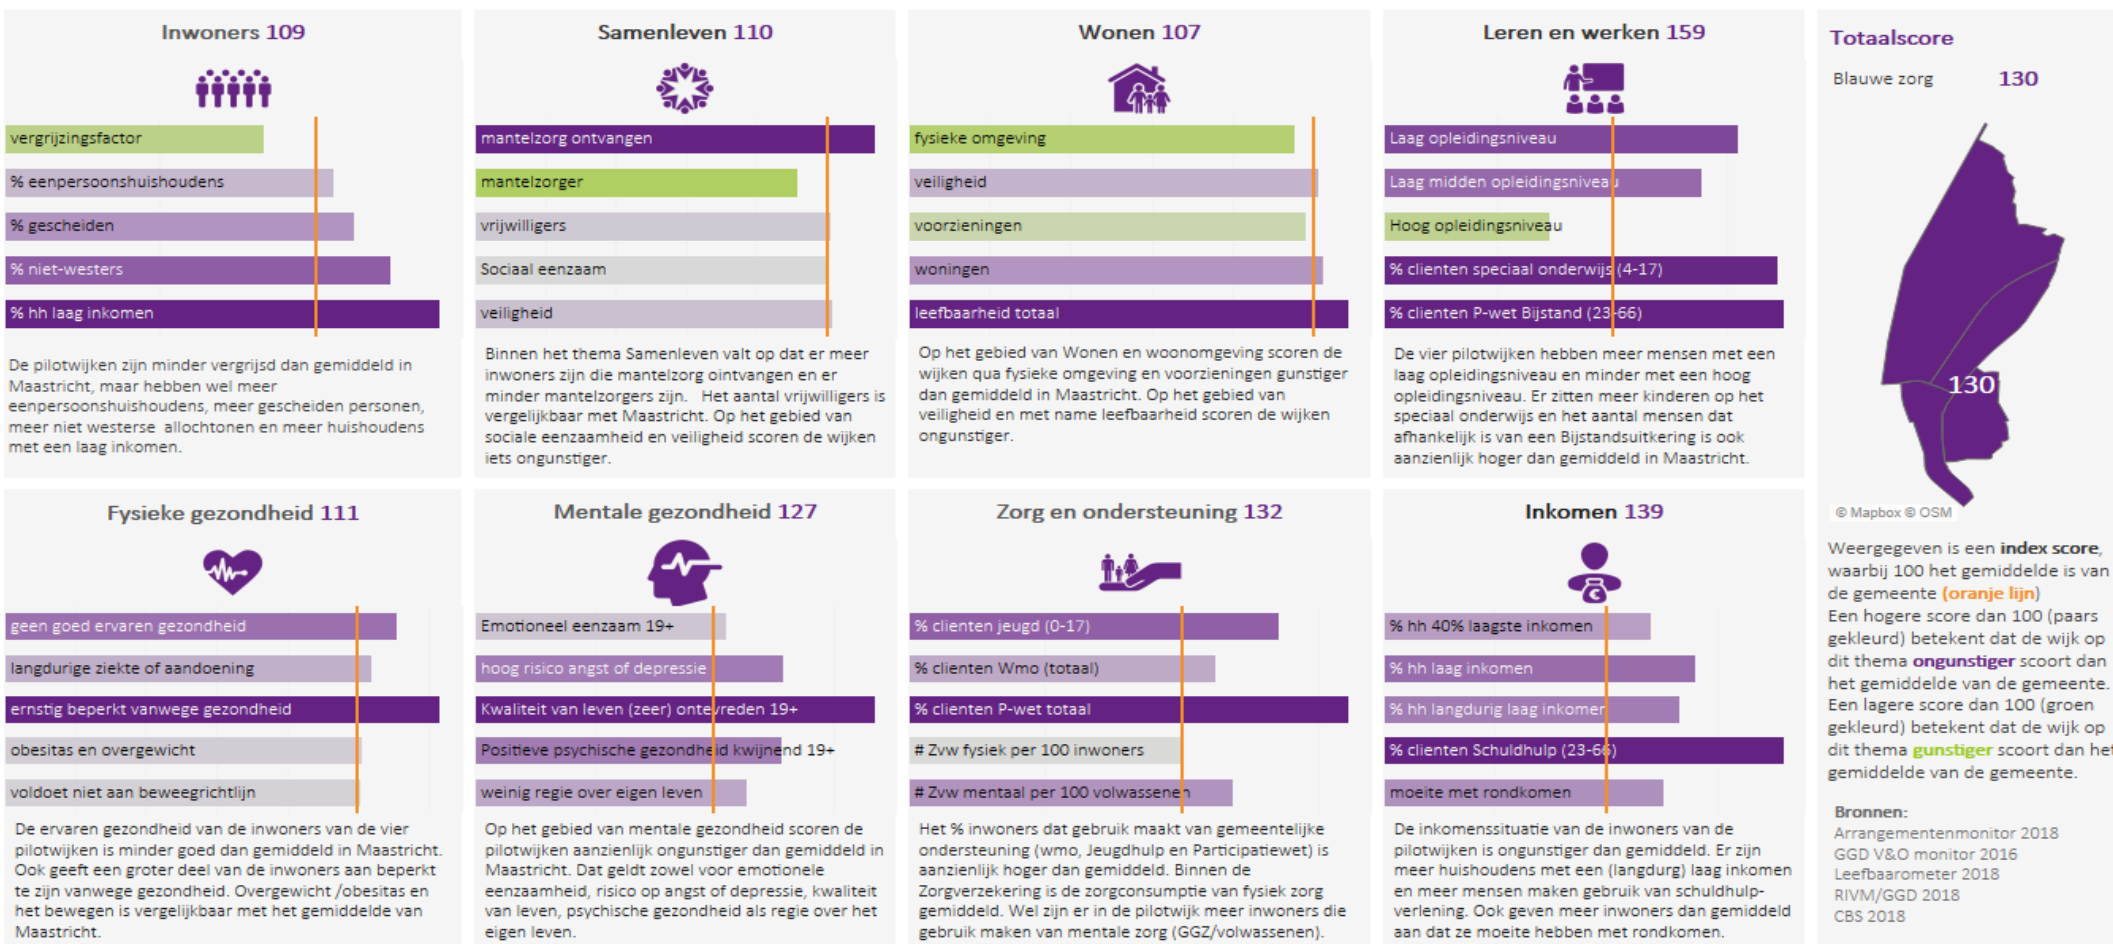 Inwoners 109
vergrijzingsfactor
% eenpersoonshuishoudens
% gescheiden
% niet-westers
% hh laag inkomen
De pilotwijken zijn minder vergrijsd dan gemiddeld in
Maastricht, maar hebben wel meer
eenpersoonshuishoudens, meer gescheiden personen,
meer niet westerse allochtonen en meer huishoudens
met een laag inkomen.
Samenleven 110
mantelzorg ontvangen
mantelzorger
vrijwilligers
Sociaal eenzaam
veiligheid
Binnen het thema Samenleven valt op dat er meer
inwoners zijn die mantelzorg ointvangen en er
minder mantelzorgers zijn. Het aantal vrijwilligers is
vergelijkbaar met Maastricht. Op het gebied van
sociale eenzaamheid en veiligheid scoren de wijken
iets ongunstiger.
Wonen 107
fysieke omgeving
veiligheid
voorzieningen
woningen
leefbaarheid totaal
Op het gebied van Wonen en woonomgeving scoren de
wijken qua fysieke omgeving en voorzieningen gunstiger
dan gemiddeld in Maastricht. Op het gebied van
veiligheid en met name leefbaarheid scoren de wijken
ongunstiger.
Leren en werken 159
Laag opleidingsniveau
Laag midden opleidingsniveau
Hoog opleidingsniveau
% clienten speciaal onderwijs (4-17)
% clienten P-wet Bijstand (23-66)
De vier pilotwijken hebben meer mensen met een
laag opleidingsniveau en minder met een hoog
opleidingsniveau. Er zitten meer kinderen op het
speciaal onderwijs en het aantal mensen dat
afhankelijk is van een Bijstandsuitkering is ook
aanzienlijk hoger dan gemiddeld in Maastricht.
Totaalscore
Blauwe zorg 130
130
© Mapbox © OSM
Weergegeven is een index score,
waarbij 100 het gemiddelde is van
de gemeente (oranje lijn)
Een hogere score dan 100 (paars
gekleurd) betekent dat de wijk op
dit thema ongunstiger scoort dan
het gemiddelde van de gemeente.
Een lagere score dan 100 (groen
gekleurd) betekent dat de wijk op
dit thema gunstiger scoort dan het
gemiddelde van de gemeente.
Bronnen:
Arrangementenmonitor 2018
GGD V&O monitor 2016
Leefbaarometer 2018
RIVM/GGD 2018
CBS 2018
Fysieke gezondheid 111
geen goed ervaren gezondheid
langdurige ziekte of aandoening
ernstig beperkt vanwege gezondheid
obesitas en overgewicht
voldoet niet aan beweegrichtlijn
De ervaren gezondheid van de inwoners van de vier
pilotwijken is minder goed dan gemiddeld in Maastricht.
Ook geeft een groter deel van de inwoners aan beperkt
te zijn vanwege gezondheid. Overgewicht /obesitas en
het bewegen is vergelijkbaar met het gemiddelde van
Maastricht.
Mentale gezondheid 127
Emotioneel eenzaam 19+
hoog risico angst of depressie
Kwaliteit van leven (zeer) ontevreden 19+
Positieve psychische gezondheid kwijnend 19+
weinig regie over eigen leven
Op het gebied van mentale gezondheid scoren de
pilotwijken aanzienlijk ongunstiger dan gemiddeld in
Maastricht. Dat geldt zowel voor emotionele
eenzaamheid, risico op angst of depressie, kwaliteit
van leven, psychische gezondheid als regie over het
eigen leven.
Zorg en ondersteuning 132
% clienten jeugd (0-17)
% clienten Wmo (totaal)
% clienten P-wet totaal
# Zvw fysiek per 100 inwoners
# Zvw mentaal per 100 volwassenen
Het % inwoners dat gebruik maakt van gemeentelijke
ondersteuning (wmo, Jeugdhulp en Participatiewet) is
aanzienlijk hoger dan gemiddeld. Binnen de
Zorgverzekering is de zorgconsumptie van fysiek zorg
gemiddeld. Wel zijn er in de pilotwijk meer inwoners die
gebruik maken van mentale zorg (GGZ/volwassenen).
Inkomen 139
% hh 40% laagste inkomen
% hh laag inkomen
% hh langdurig laag inkomen
% clienten Schuldhulp (23-66)
moeite met rondkomen
De inkomenssituatie van de inwoners van de
pilotwijken is ongunstiger dan gemiddeld. Er zijn
meer huishoudens met een (langdurg) laag inkomen
en meer mensen maken gebruik van schuldhulp-
verlening. Ook geven meer inwoners dan gemiddeld
aan dat ze moeite hebben met rondkomen.